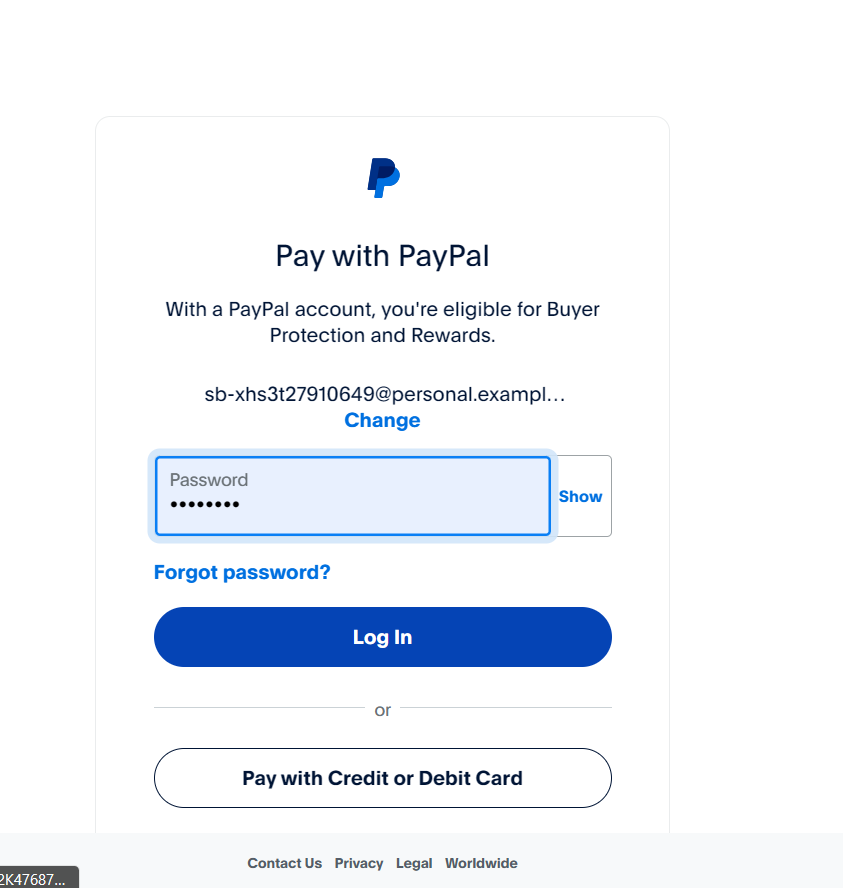 Pay with PayPal
With a PayPal account, you're eligible for Buyer
Protection and Rewards.
sb-xhs3t27910649@personal.exampl...
Change
Password
••••••••
Show
Forgot password?
Log In
or
Pay with Credit or Debit Card
Contact Us Privacy Legal Worldwide
2K47687...